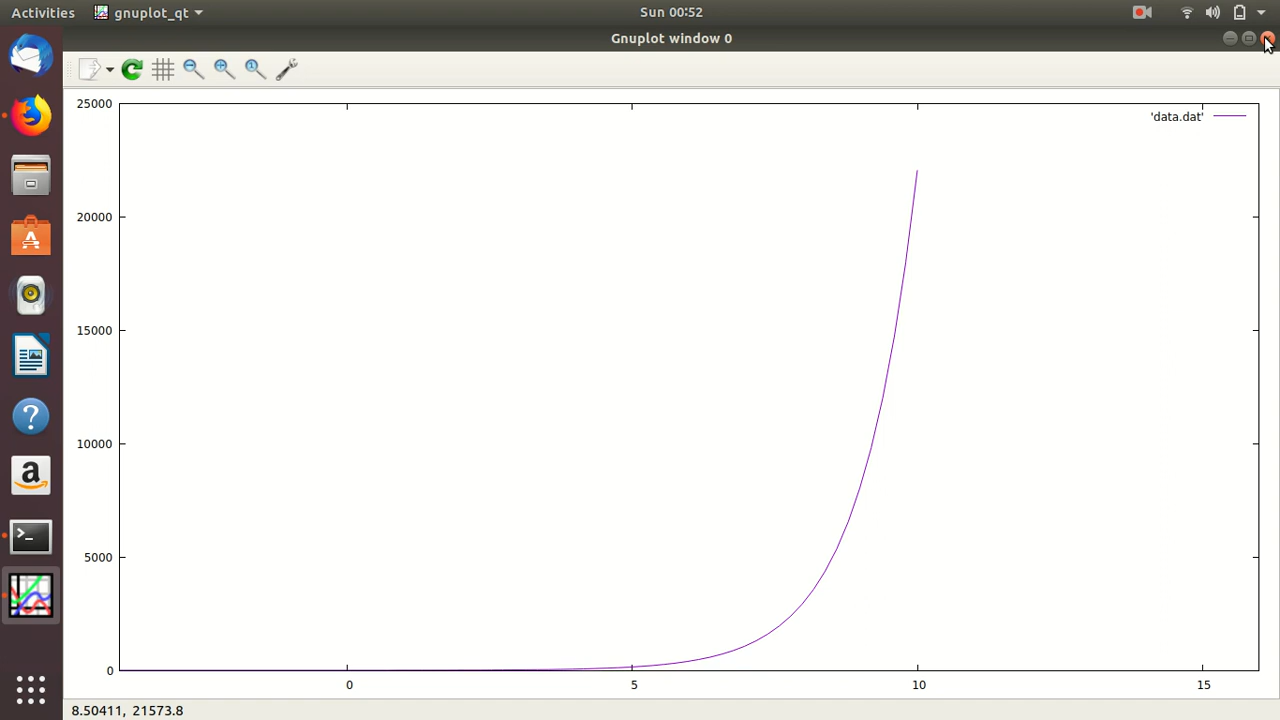 Activities gnuplot_qt Sun 00:52
Gnuplot window 0
25000
'data.dat'
20000
15000
10000
5000
0
0 5 10 15
8.50411, 21573.8